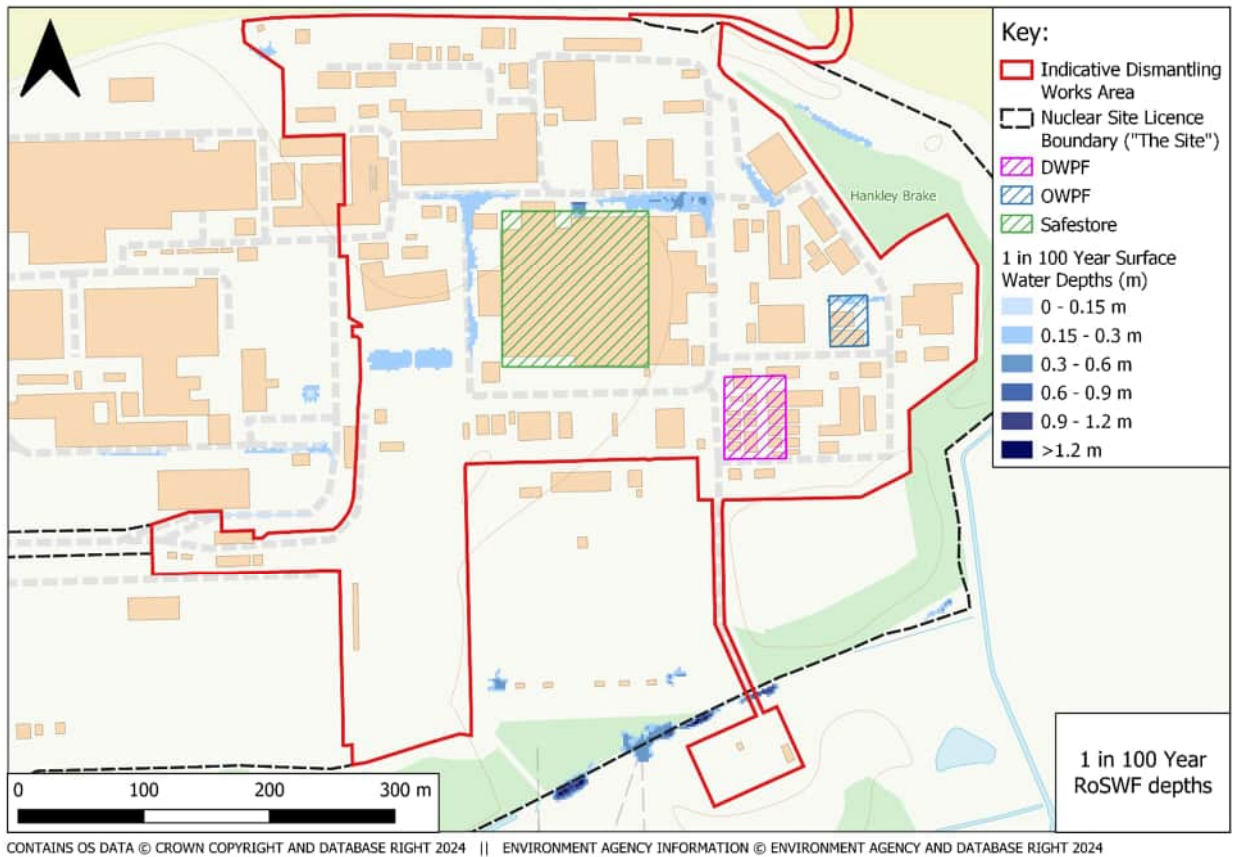 Key:
Indicative Dismantling
Works Area
Nuclear Site Licence
Boundary ("The Site")
DWPF
OWPF
Safestore
1 in 100 Year Surface
Water Depths (m)
0 - 0.15 m
0.15 - 0.3 m
0.3 - 0.6 m
0.6 - 0.9 m
0.9 - 1.2 m
>1.2 m
Hankley Brake
1 in 100 Year
RoSWF depths
0 100 200 300 m
CONTAINS OS DATA © CROWN COPYRIGHT AND DATABASE RIGHT 2024 || ENVIRONMENT AGENCY INFORMATION © ENVIRONMENT AGENCY AND DATABASE RIGHT 2024